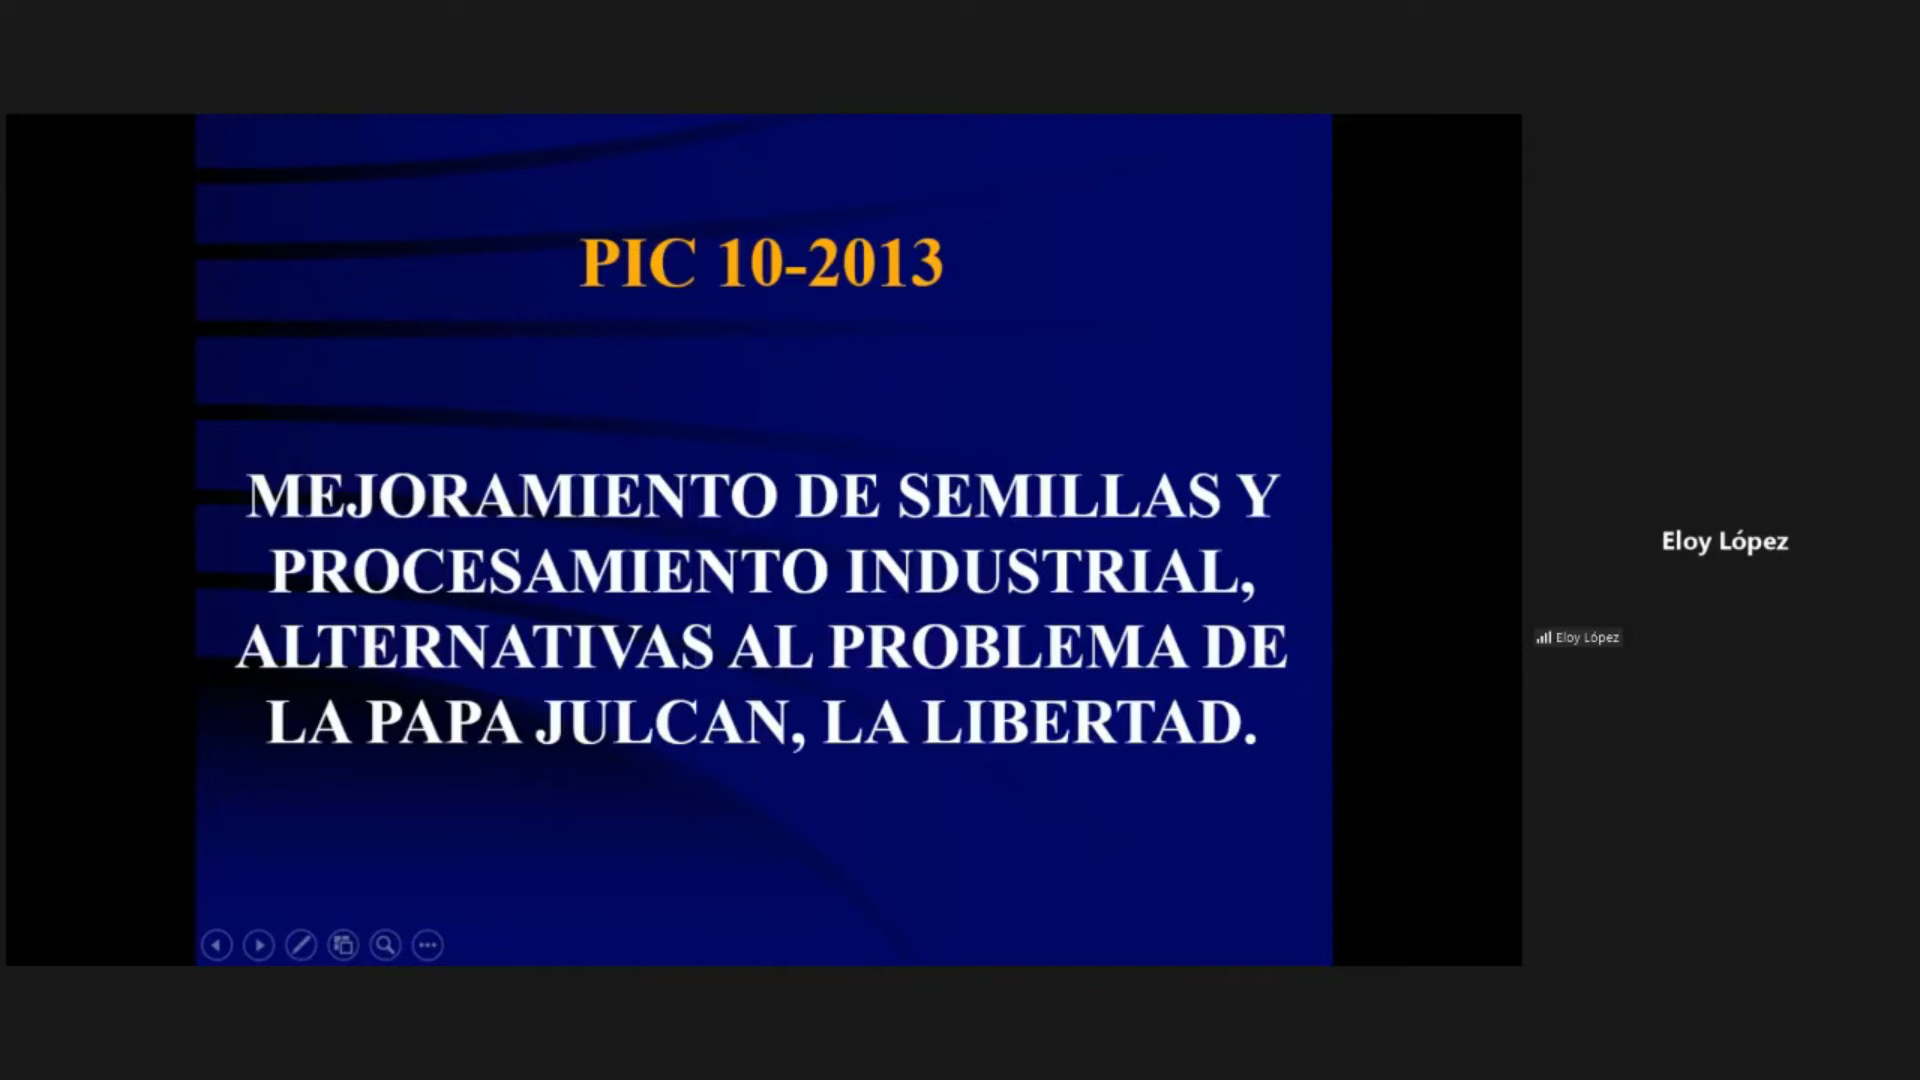 PIC 10-2013
MEJORAMIENTO DE SEMILLAS Y
PROCESAMIENTO INDUSTRIAL,
ALTERNATIVAS AL PROBLEMA DE
LA PAPA JULCAN, LA LIBERTAD.
Eloy López
Eloy López